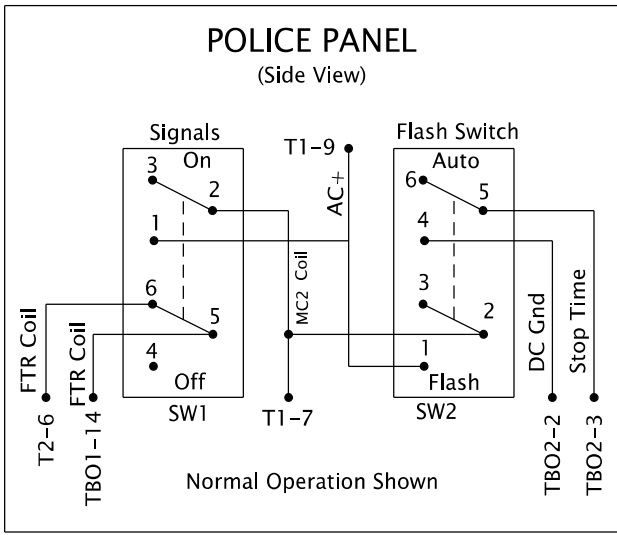 POLICE PANEL
(Side View)
Signals
On
3
2
1
6
5
4
Off
SW1
T1-9
AC+
MC2 Coil
T1-7
Flash Switch
Auto
6
5
4
3
2
1
Flash
SW2
FTR Coil
T2-6
FTR Coil
TBO1-14
DC Gnd
TBO2-2
Stop Time
TBO2-3
Normal Operation Shown